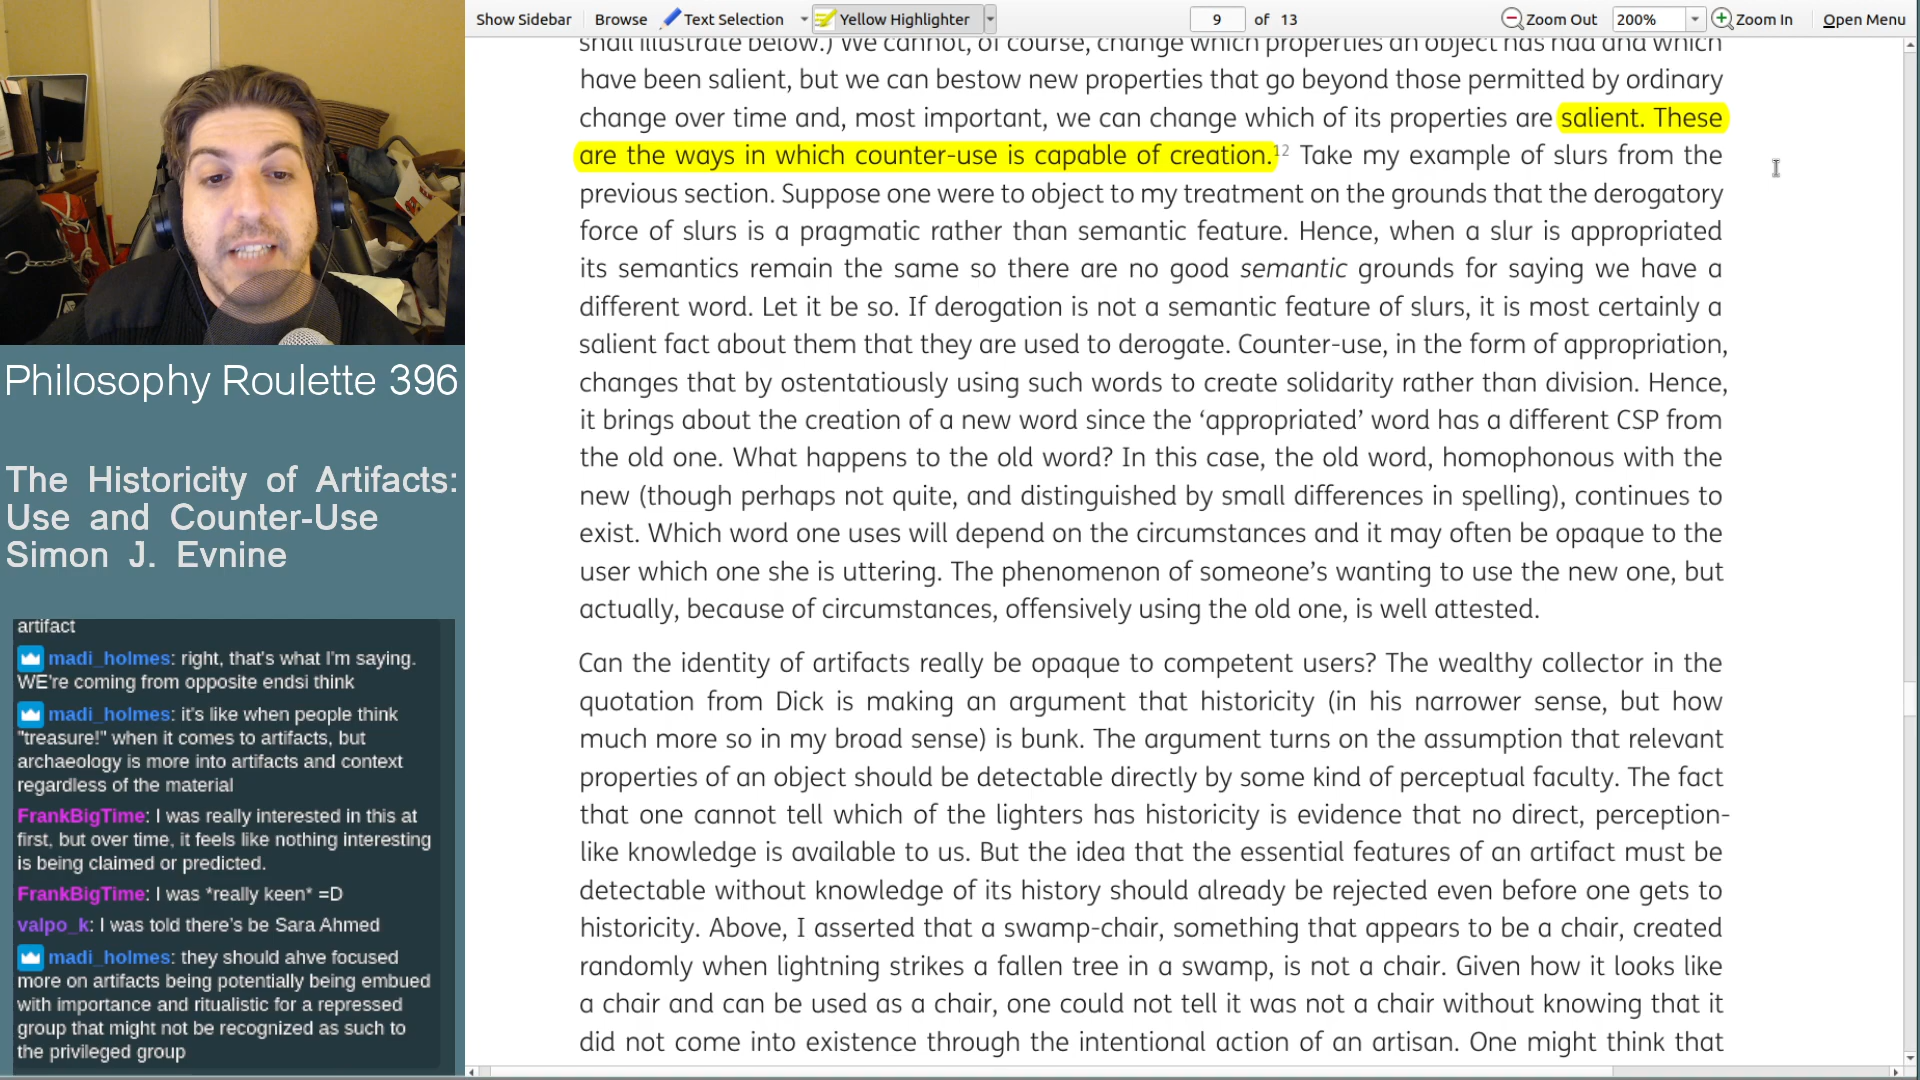 Show Sidebar Browse Text Selection Yellow Highlighter 9 of 13 Zoom Out 200% Zoom In Open Menu
shall illustrate below.) We cannot, of course, change which properties an object has had and which
have been salient, but we can bestow new properties that go beyond those permitted by ordinary
change over time and, most important, we can change which of its properties are salient. These
are the ways in which counter-use is capable of creation.12 Take my example of slurs from the
previous section. Suppose one were to object to my treatment on the grounds that the derogatory
force of slurs is a pragmatic rather than semantic feature. Hence, when a slur is appropriated
its semantics remain the same so there are no good semantic grounds for saying we have a
different word. Let it be so. If derogation is not a semantic feature of slurs, it is most certainly a
salient fact about them that they are used to derogate. Counter-use, in the form of appropriation,
changes that by ostentatiously using such words to create solidarity rather than division. Hence,
it brings about the creation of a new word since the ‘appropriated’ word has a different CSP from
the old one. What happens to the old word? In this case, the old word, homophonous with the
new (though perhaps not quite, and distinguished by small differences in spelling), continues to
exist. Which word one uses will depend on the circumstances and it may often be opaque to the
user which one she is uttering. The phenomenon of someone’s wanting to use the new one, but
actually, because of circumstances, offensively using the old one, is well attested.
Can the identity of artifacts really be opaque to competent users? The wealthy collector in the
quotation from Dick is making an argument that historicity (in his narrower sense, but how
much more so in my broad sense) is bunk. The argument turns on the assumption that relevant
properties of an object should be detectable directly by some kind of perceptual faculty. The fact
that one cannot tell which of the lighters has historicity is evidence that no direct, perception-
like knowledge is available to us. But the idea that the essential features of an artifact must be
detectable without knowledge of its history should already be rejected even before one gets to
historicity. Above, I asserted that a swamp-chair, something that appears to be a chair, created
randomly when lightning strikes a fallen tree in a swamp, is not a chair. Given how it looks like
a chair and can be used as a chair, one could not tell it was not a chair without knowing that it
did not come into existence through the intentional action of an artisan. One might think that
Philosophy Roulette 396
The Historicity of Artifacts:
Use and Counter-Use
Simon J. Evnine
artifact
madi_holmes: right, that's what I'm saying.
WE're coming from opposite endsi think
madi_holmes: it's like when people think
"treasure!" when it comes to artifacts, but
archaeology is more into artifacts and context
regardless of the material
FrankBigTime: I was really interested in this at
first, but over time, it feels like nothing interesting
is being claimed or predicted.
FrankBigTime: I was *really keen* =D
valpo_k: I was told there's be Sara Ahmed
madi_holmes: they should ahve focused
more on artifacts being potentially being embued
with importance and ritualistic for a repressed
group that might not be recognized as such to
the privileged group